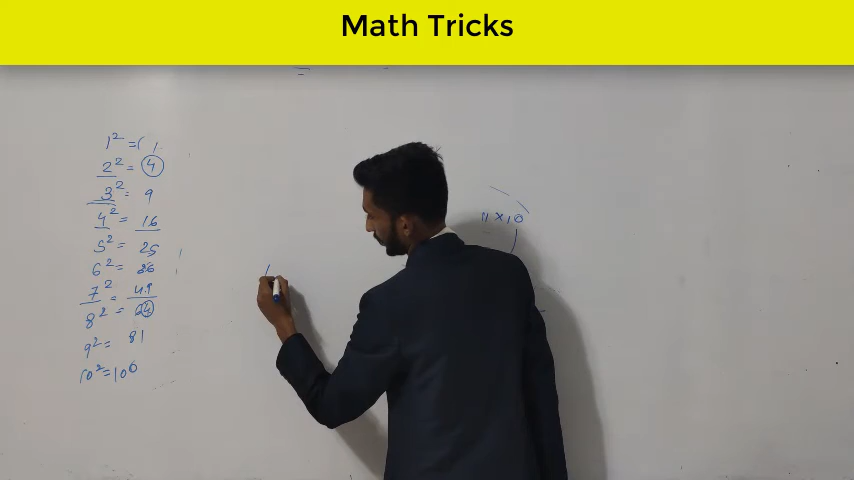 Math Tricks
1² = 1
2² = 4
3² = 9
4² = 16
5² = 25
6² = 36
7² = 49
8² = 64
9² = 81
10² = 100
11 × 10